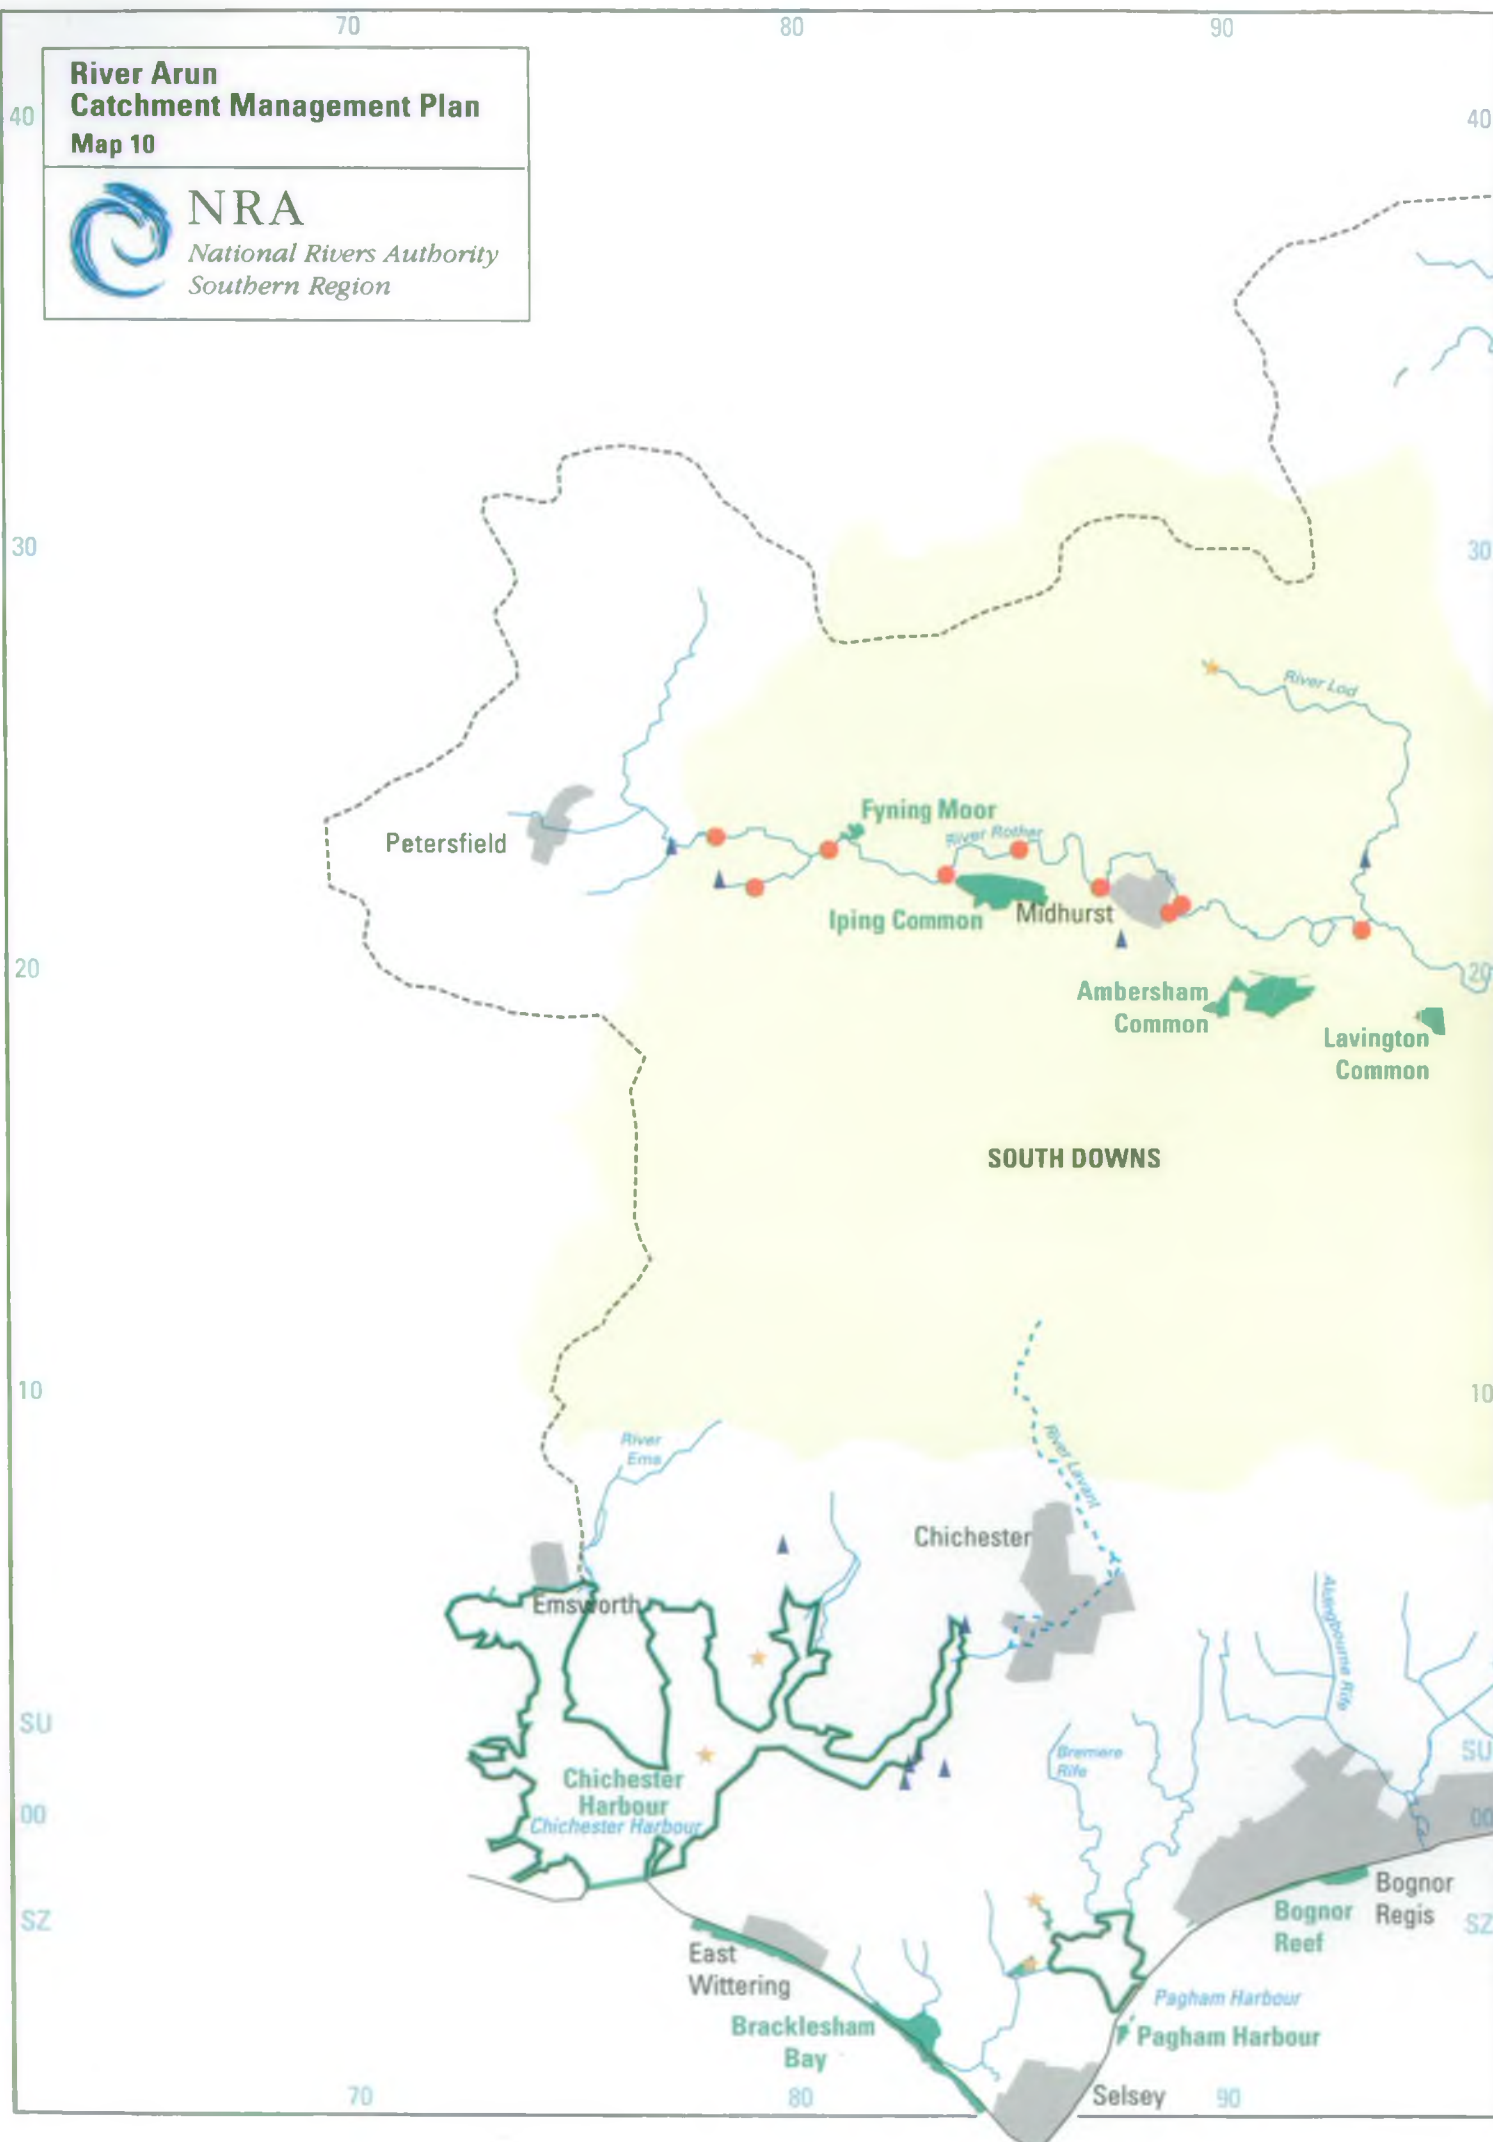 70
80
90
River Arun
Catchment Management Plan
Map 10
40
40
NRA
National Rivers Authority
Southern Region
30
30
River Lod
Fyning Moor
River Rother
Petersfield
Iping Common
Midhurst
20
20
Ambersham
Common
Lavington
Common
SOUTH DOWNS
10
10
River
Ems
River Lavant
Chichester
Emsworth
Aldingbourne Rife
SU
SU
Bremere
Rife
Chichester
Harbour
Chichester Harbour
00
00
Bognor
Regis
Bognor
Reef
SZ
SZ
East
Wittering
Pagham Harbour
Bracklesham
Bay
Pagham Harbour
Selsey
70
80
90